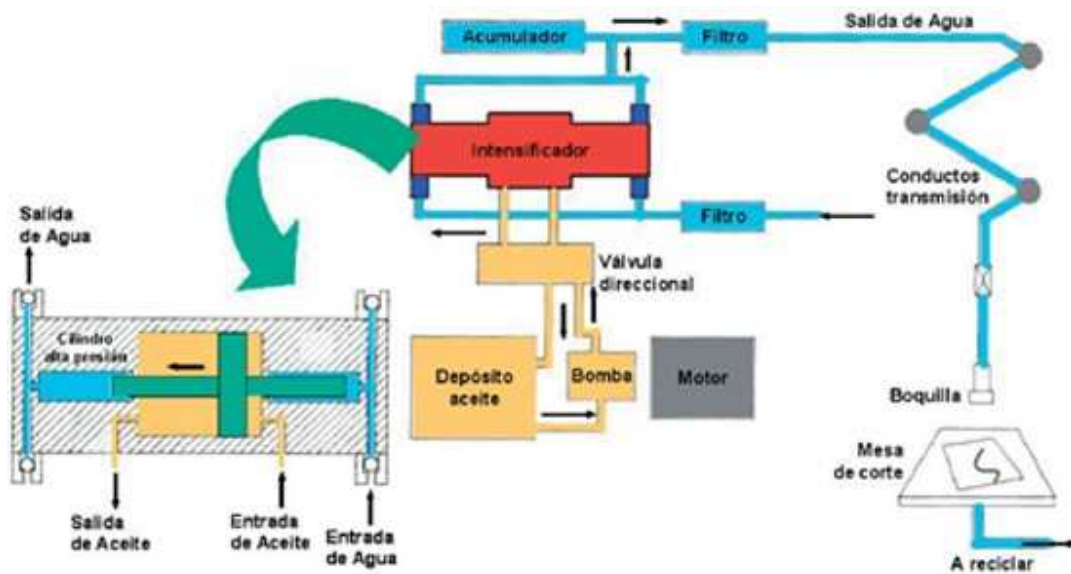 Acumulador
Filtro
Salida de Agua
Intensificador
Conductos
transmisión
Filtro
Salida
de Agua
Válvula
direccional
Cilindro
alta presión
Depósito
aceite
Bomba
Motor
Boquilla
Mesa
de corte
Salida
de Aceite
Entrada
de Aceite
Entrada
de Agua
A reciclar